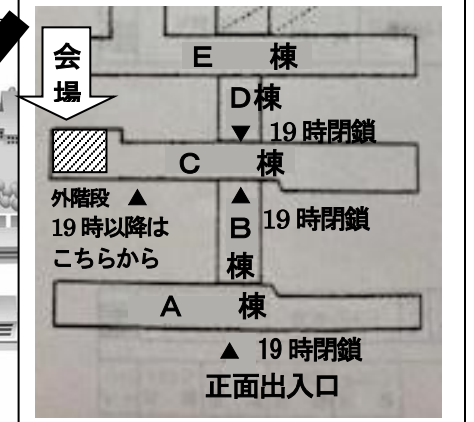 会場
E 棟
D棟
▼ 19時閉鎖
C 棟
外階段 ▲
19時以降は
こちらから
▲ 19時閉鎖
B棟
A 棟
▲ 19時閉鎖
正面出入口